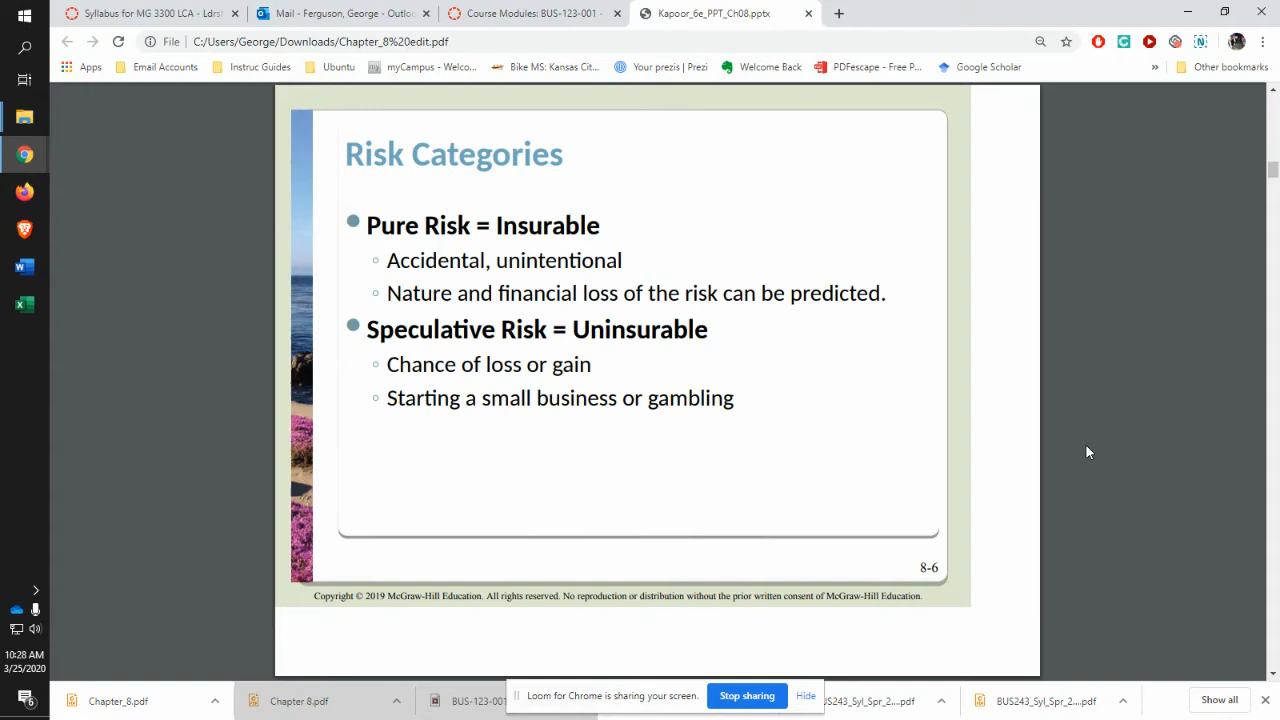 Syllabus for MG 3300 LCA - Ldrs
Mail - Ferguson, George - Outlo
Course Modules: BUS-123-001 -
Kapoor_6e_PPT_Ch08.pptx
File
C:/Users/George/Downloads/Chapter_8%20edit.pdf
Apps
Email Accounts
Instruc Guides
Ubuntu
myCampus - Welco...
Bike MS: Kansas Cit...
Your prezis | Prezi
Welcome Back
PDFescape - Free P...
Google Scholar
»
Other bookmarks
Risk Categories
Pure Risk = Insurable
Accidental, unintentional
Nature and financial loss of the risk can be predicted.
Speculative Risk = Uninsurable
Chance of loss or gain
Starting a small business or gambling
8-6
Copyright © 2019 McGraw-Hill Education. All rights reserved. No reproduction or distribution without the prior written consent of McGraw-Hill Education.
10:28 AM
3/25/2020
6
Chapter_8.pdf
Chapter 8.pdf
BUS-123-001
Loom for Chrome is sharing your screen.
Stop sharing
Hide
US243_Syl_Spr_2....pdf
BUS243_Syl_Spr_2....pdf
Show all